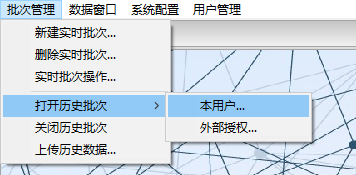 批次管理 数据窗口 系统配置 用户管理
新建实时批次...
删除实时批次...
实时批次操作...
打开历史批次 本用户...
关闭历史批次 外部授权...
上传历史数据...